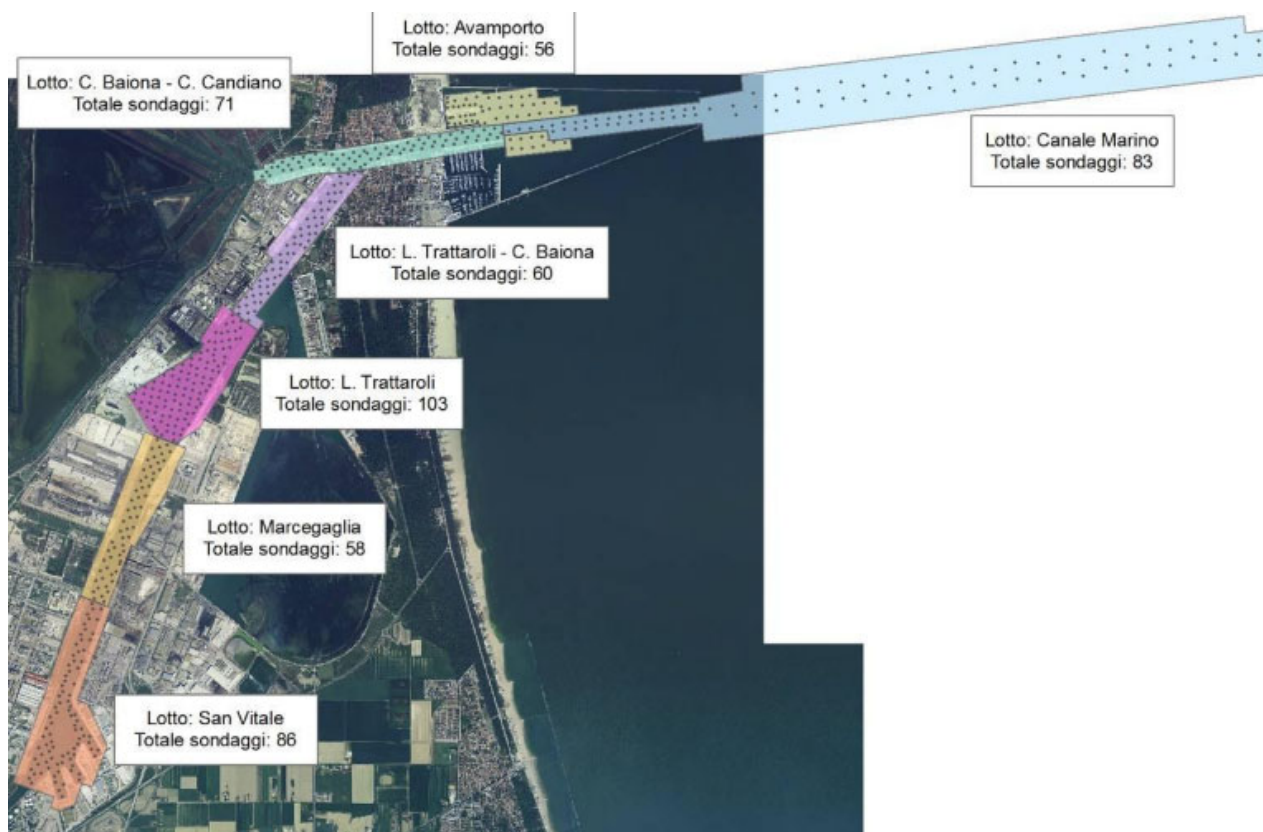 Lotto: Avamporto
Totale sondaggi: 56
Lotto: C. Baiona - C. Candiano
Totale sondaggi: 71
Lotto: Canale Marino
Totale sondaggi: 83
Lotto: L. Trattaroli - C. Baiona
Totale sondaggi: 60
Lotto: L. Trattaroli
Totale sondaggi: 103
Lotto: Marcegaglia
Totale sondaggi: 58
Lotto: San Vitale
Totale sondaggi: 86